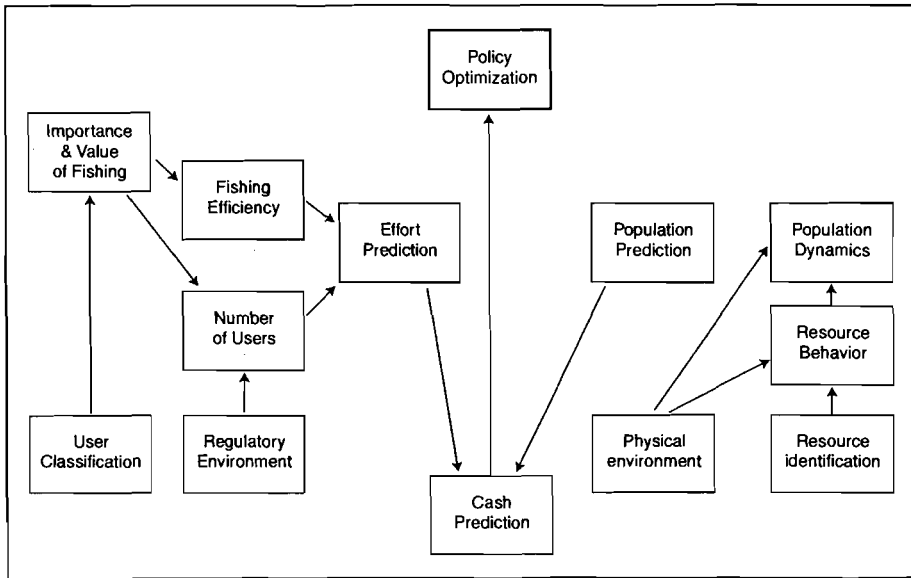 Policy
Optimization
Importance
& Value
of Fishing
Fishing
Efficiency
Effort
Prediction
Population
Prediction
Population
Dynamics
Number
of Users
Resource
Behavior
User
Classification
Regulatory
Environment
Physical
environment
Resource
identification
Cash
Prediction